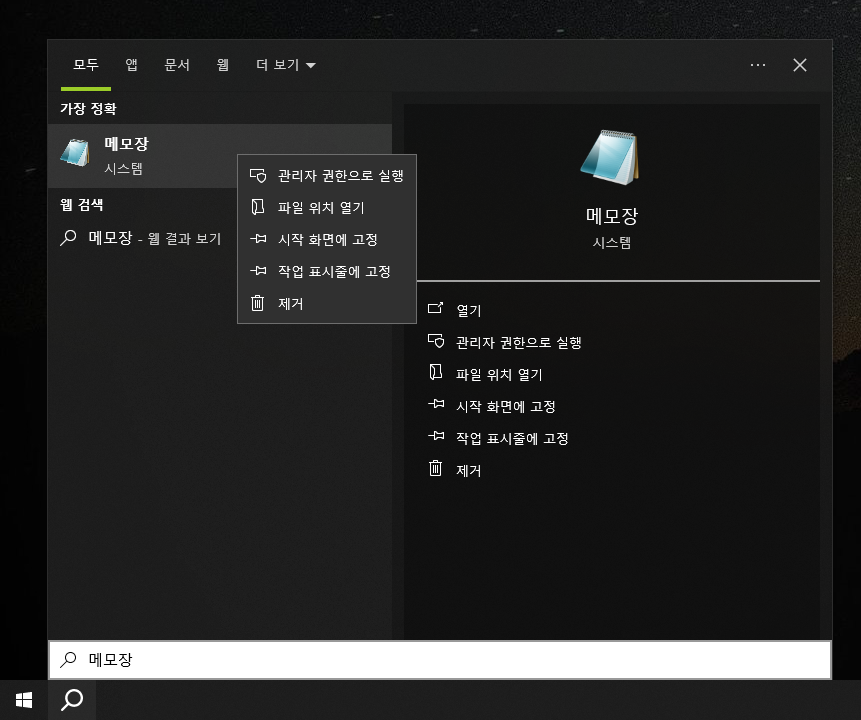 모두 앱 문서 웹 더 보기 ···
가장 정확
메모장
시스템
웹 검색
메모장 - 웹 결과 보기
관리자 권한으로 실행
파일 위치 열기
시작 화면에 고정
작업 표시줄에 고정
제거
메모장
시스템
열기
관리자 권한으로 실행
파일 위치 열기
시작 화면에 고정
작업 표시줄에 고정
제거
메모장